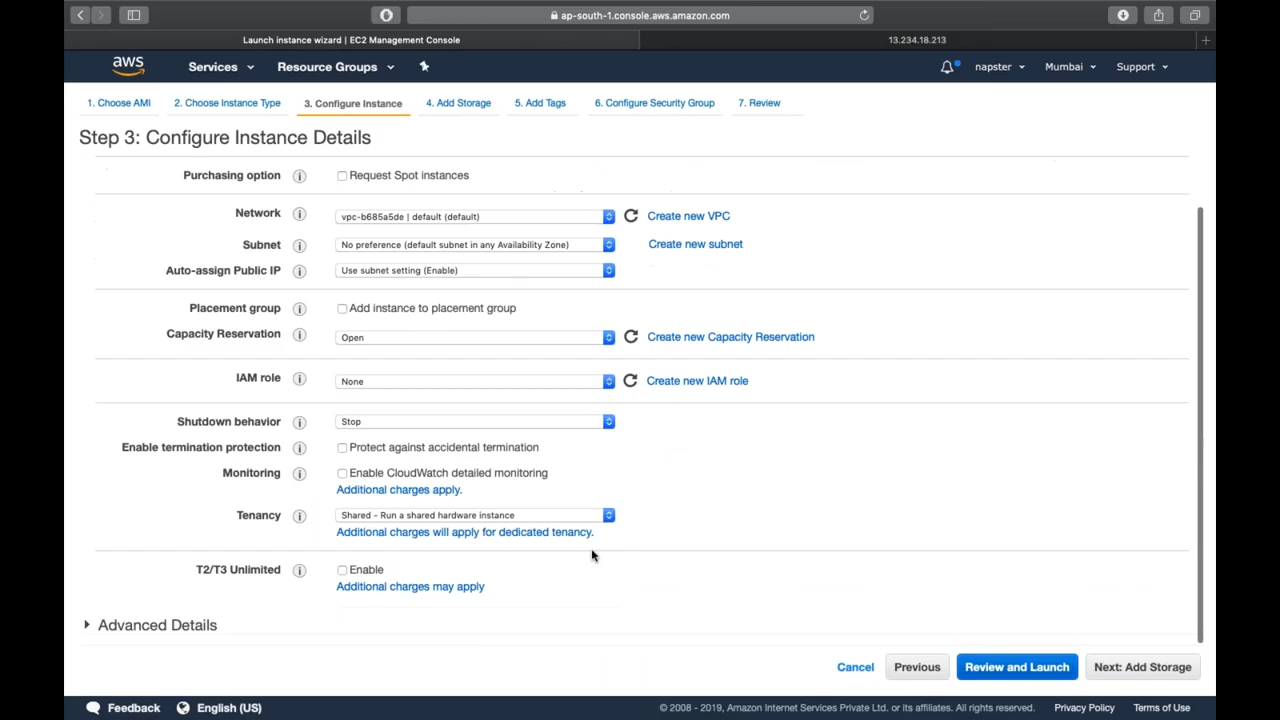 ap-south-1.console.aws.amazon.com
Launch instance wizard | EC2 Management Console
13.234.18.213
aws
Services
Resource Groups
napster
Mumbai
Support
1. Choose AMI
2. Choose Instance Type
3. Configure Instance
4. Add Storage
5. Add Tags
6. Configure Security Group
7. Review
Step 3: Configure Instance Details
Purchasing option
Request Spot instances
Network
vpc-b685a5de | default (default)
Create new VPC
Subnet
No preference (default subnet in any Availability Zone)
Create new subnet
Auto-assign Public IP
Use subnet setting (Enable)
Placement group
Add instance to placement group
Capacity Reservation
Open
Create new Capacity Reservation
IAM role
None
Create new IAM role
Shutdown behavior
Stop
Enable termination protection
Protect against accidental termination
Monitoring
Enable CloudWatch detailed monitoring
Additional charges apply.
Tenancy
Shared - Run a shared hardware instance
Additional charges will apply for dedicated tenancy.
T2/T3 Unlimited
Enable
Additional charges may apply
Advanced Details
Cancel
Previous
Review and Launch
Next: Add Storage
Feedback
English (US)
© 2008 - 2019, Amazon Internet Services Private Ltd. or its affiliates. All rights reserved.
Privacy Policy
Terms of Use